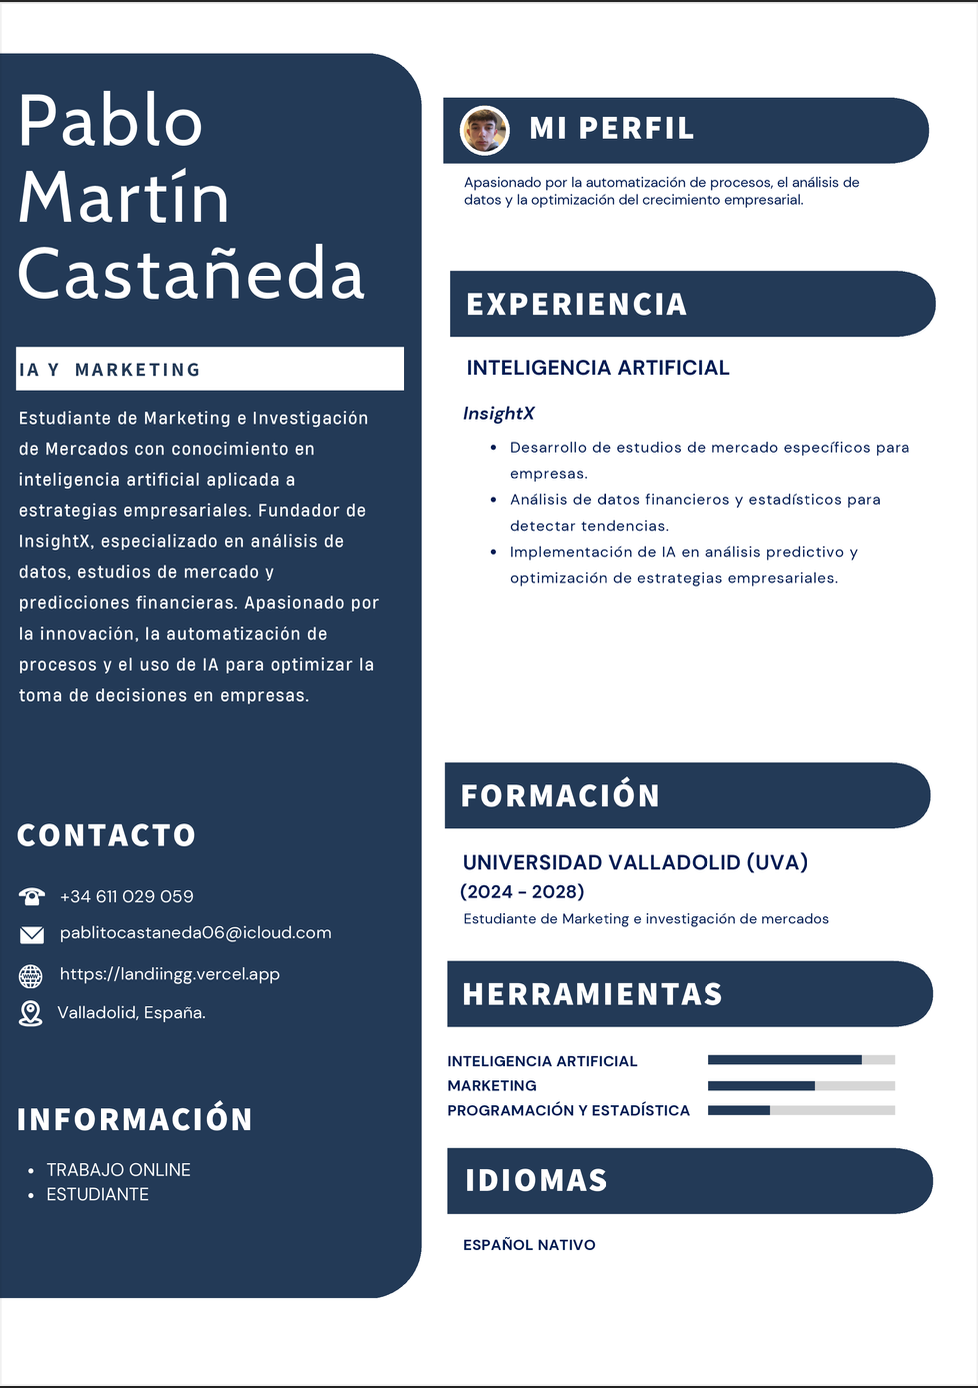 Pablo
Martín
Castañeda
IA Y MARKETING
Estudiante de Marketing e Investigación
de Mercados con conocimiento en
inteligencia artificial aplicada a
estrategias empresariales. Fundador de
InsightX, especializado en análisis de
datos, estudios de mercado y
predicciones financieras. Apasionado por
la innovación, la automatización de
procesos y el uso de IA para optimizar la
toma de decisiones en empresas.
CONTACTO
+34 611 029 059
pablitocastaneda06@icloud.com
https://landiingg.vercel.app
Valladolid, España.
INFORMACIÓN
• TRABAJO ONLINE
• ESTUDIANTE
MI PERFIL
Apasionado por la automatización de procesos, el análisis de
datos y la optimización del crecimiento empresarial.
EXPERIENCIA
INTELIGENCIA ARTIFICIAL
InsightX
• Desarrollo de estudios de mercado específicos para
empresas.
• Análisis de datos financieros y estadísticos para
detectar tendencias.
• Implementación de IA en análisis predictivo y
optimización de estrategias empresariales.
FORMACIÓN
UNIVERSIDAD VALLADOLID (UVA)
(2024 - 2028)
Estudiante de Marketing e investigación de mercados
HERRAMIENTAS
INTELIGENCIA ARTIFICIAL
MARKETING
PROGRAMACIÓN Y ESTADÍSTICA
IDIOMAS
ESPAÑOL NATIVO